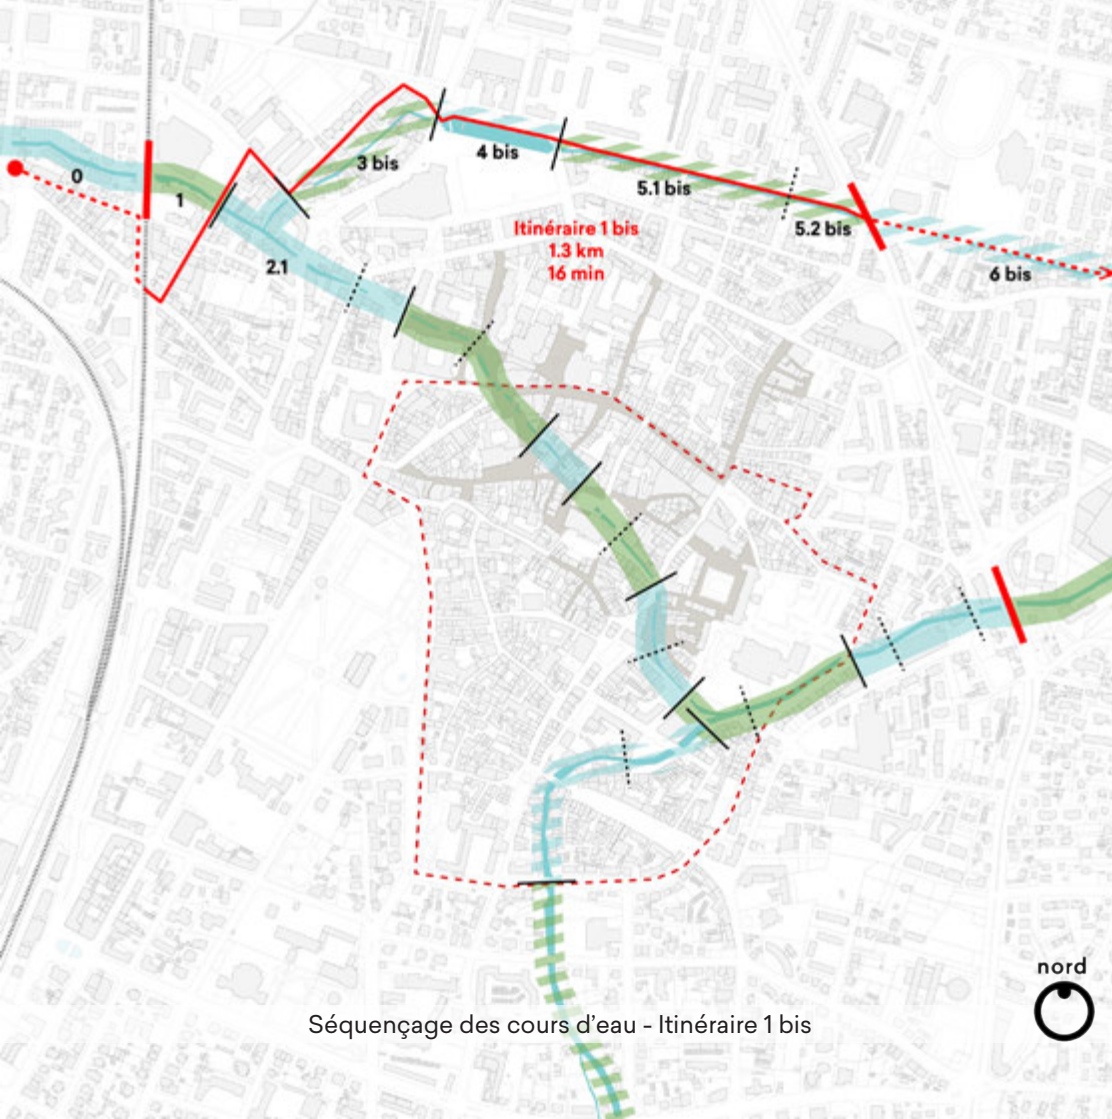 0
1
2.1
3 bis
4 bis
5.1 bis
5.2 bis
6 bis
Itinéraire 1 bis
1.3 km
16 min
nord
Séquençage des cours d’eau - Itinéraire 1 bis